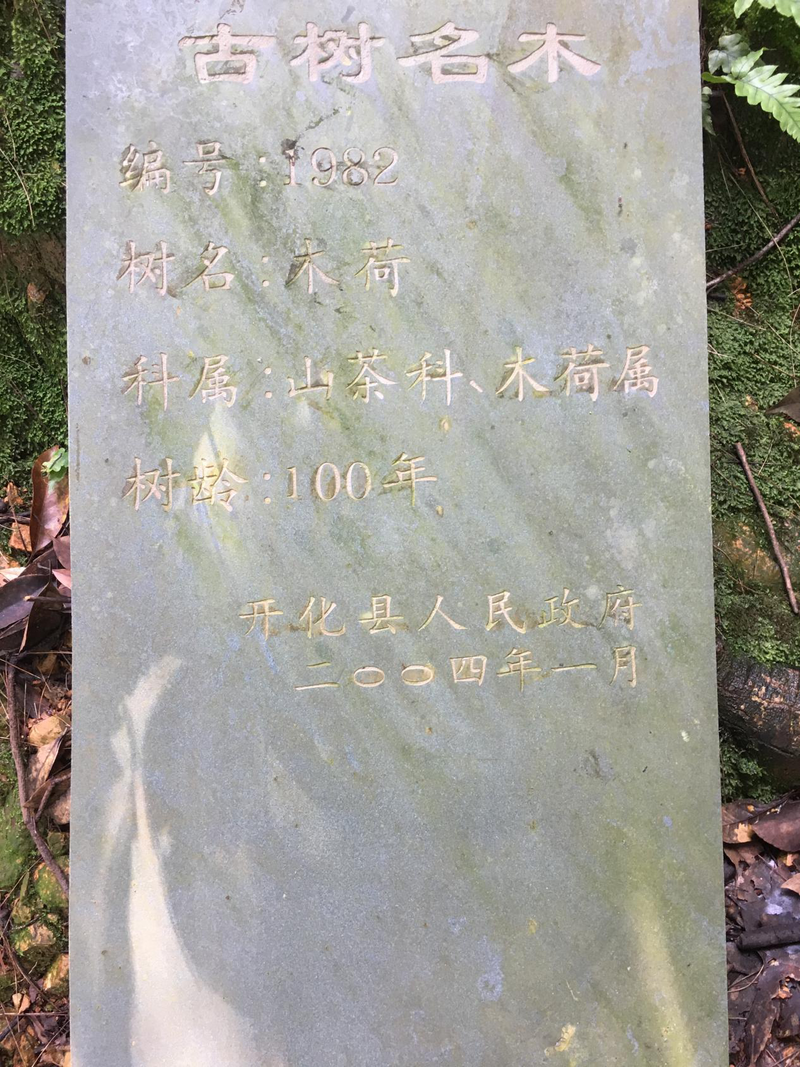 古树名木
编号:1982
树名:木荷
科属:山茶科、木荷属
树龄:100年
开化县人民政府
二〇〇四年一月